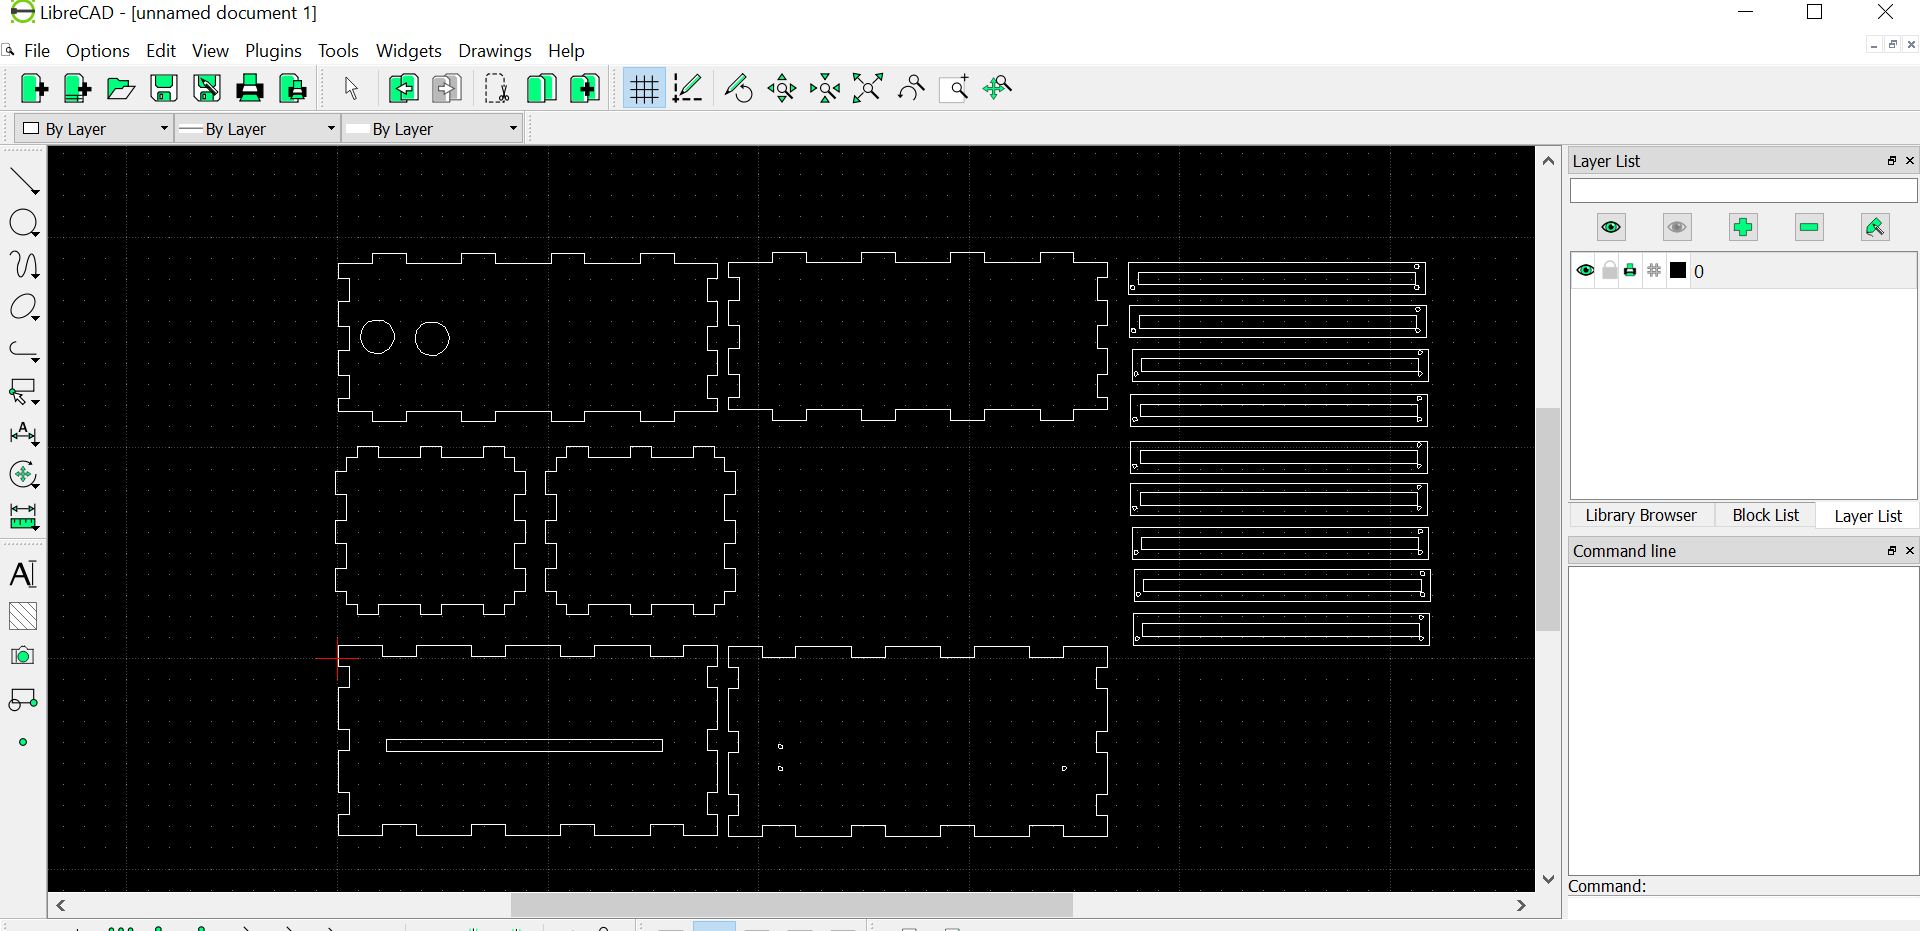 LibreCAD - [unnamed document 1]
File Options Edit View Plugins Tools Widgets Drawings Help
By Layer By Layer By Layer
Layer List
0
A
Library Browser Block List Layer List
Command line
A
Command: